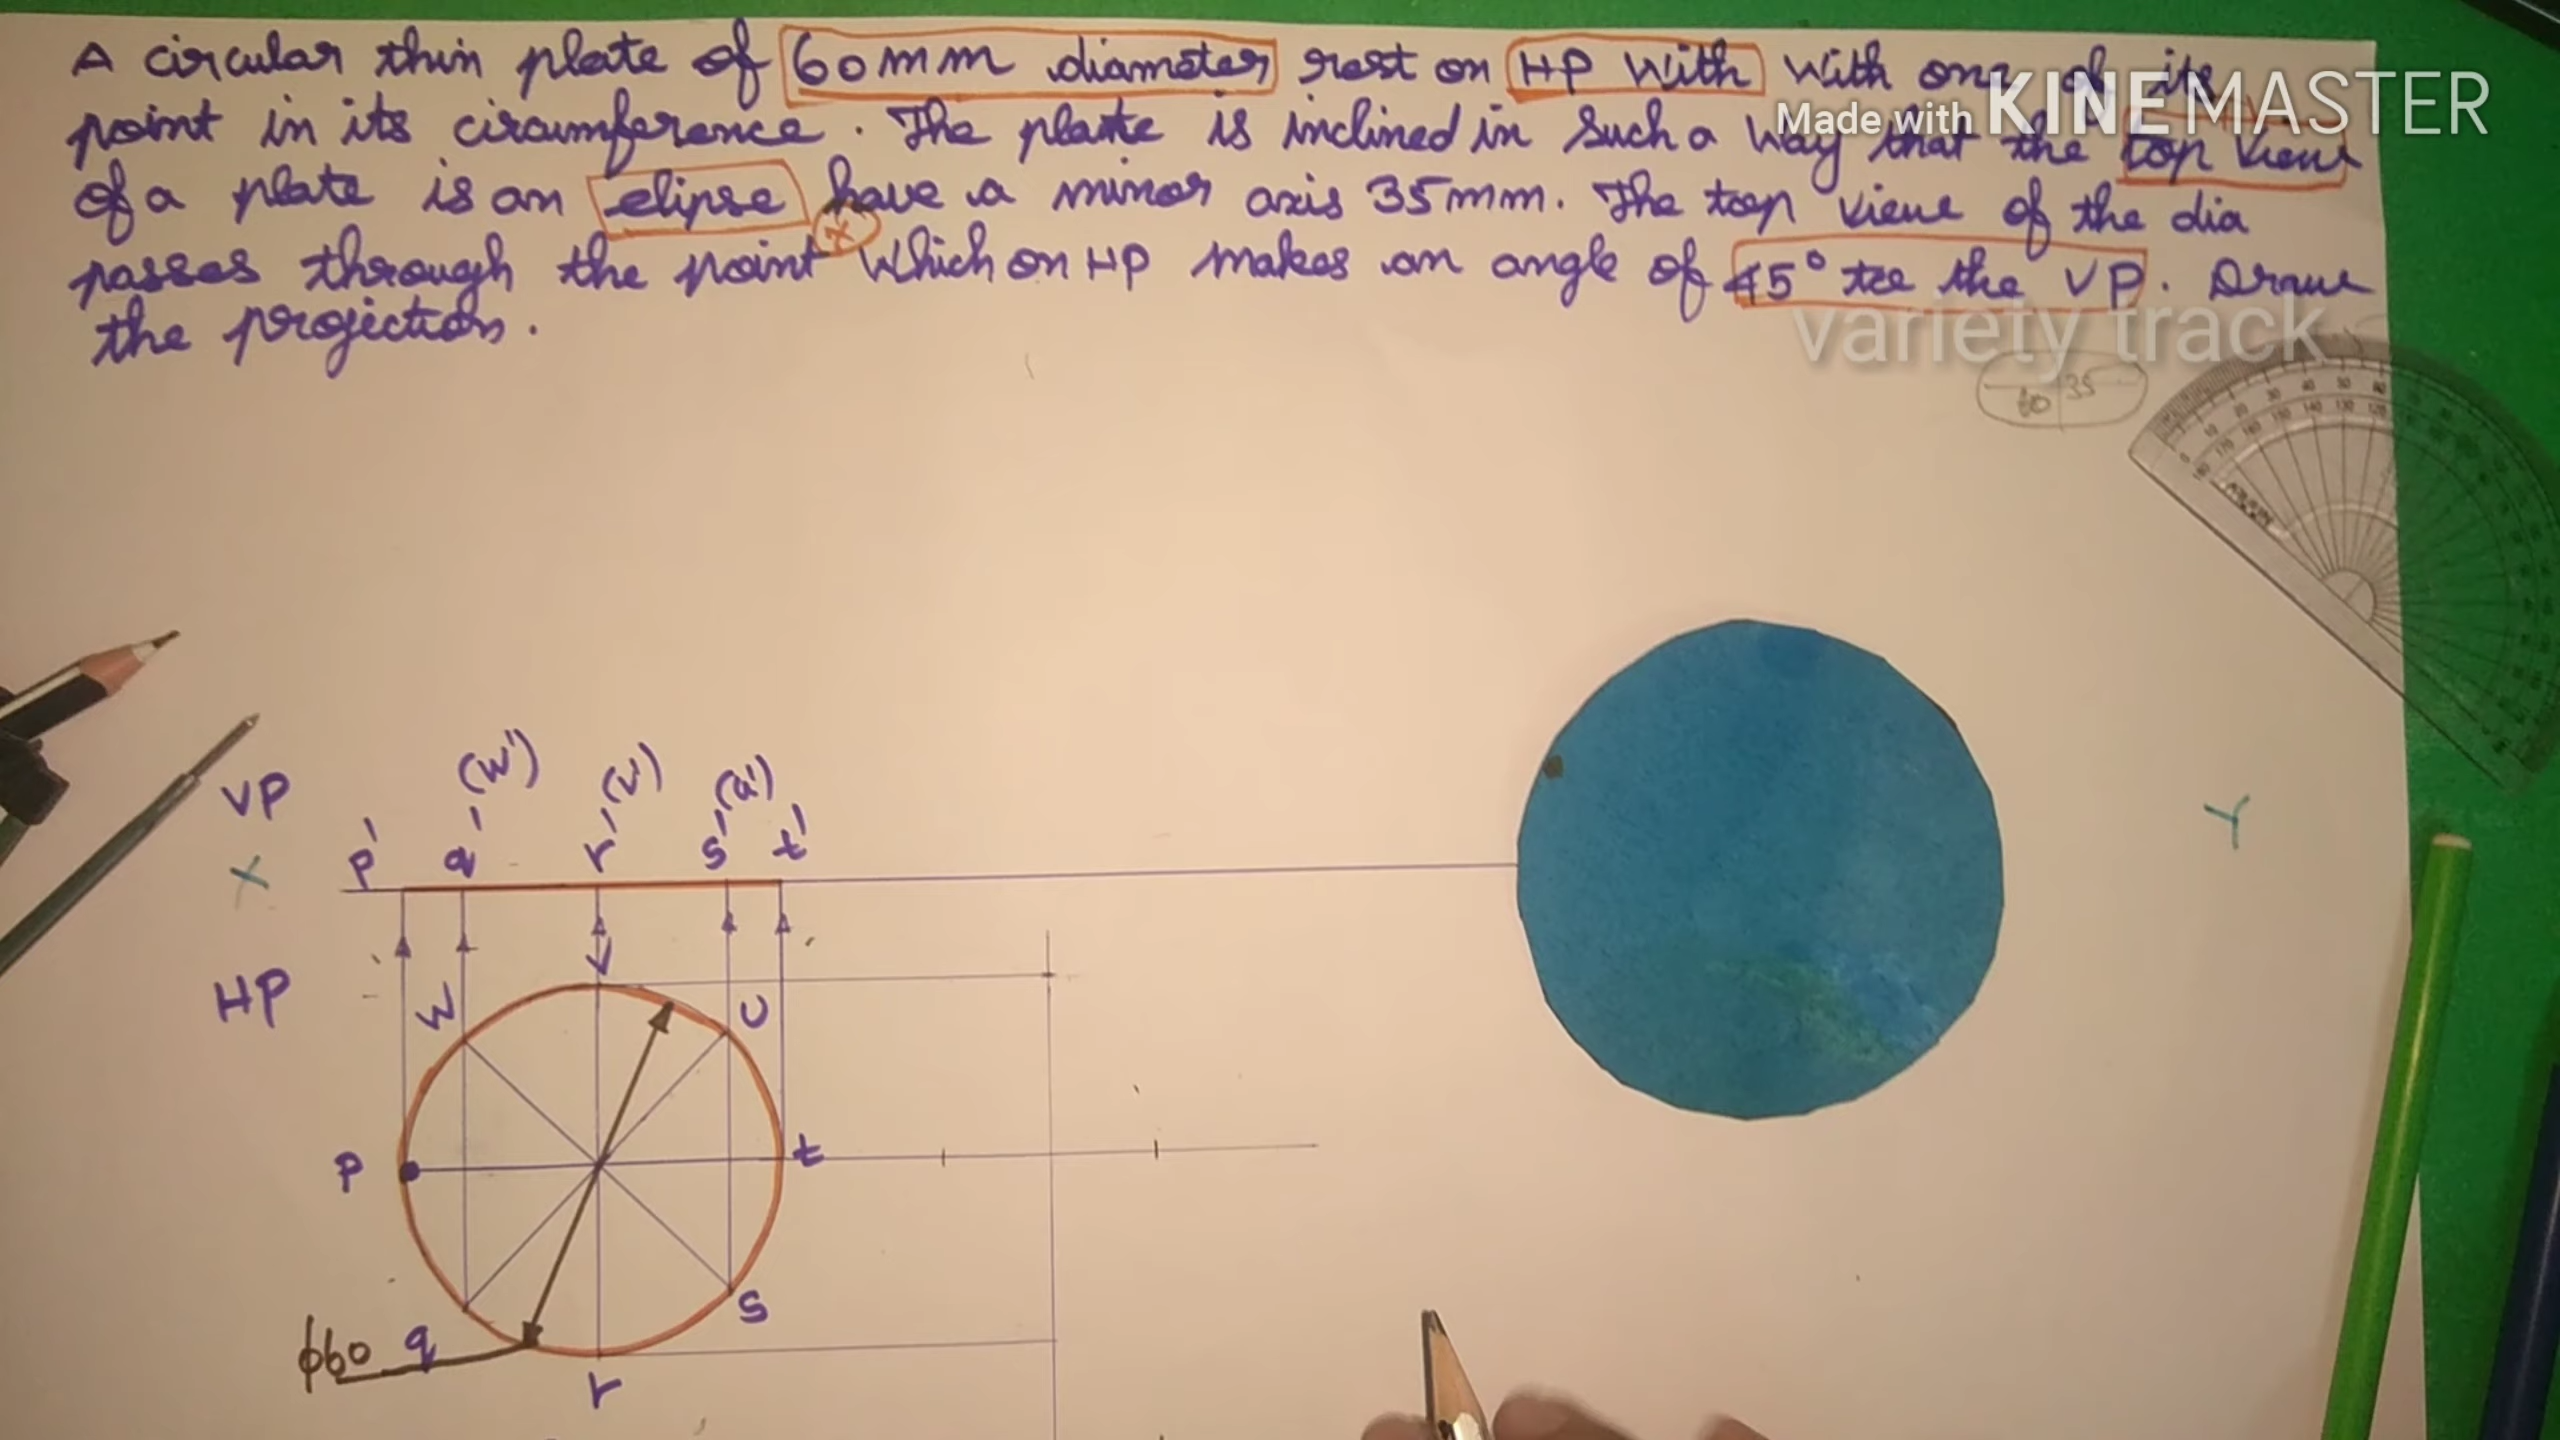 A circular thin plate of 60mm diameter rest on HP with with one of its
point in its circumference. The plate is inclined in such a way that the top view
of a plate is an elipse have a minor axis 35mm. The top view of the dia
passes through the point which on HP makes an angle of 45° to the VP. Draw
the projection.
x
Made with KINEMASTER
variety track
60 35
VP
(w') (v') (u')
p' q' r' s' t'
X
Y
HP
W V U
P t
S
ϕ60 q
r